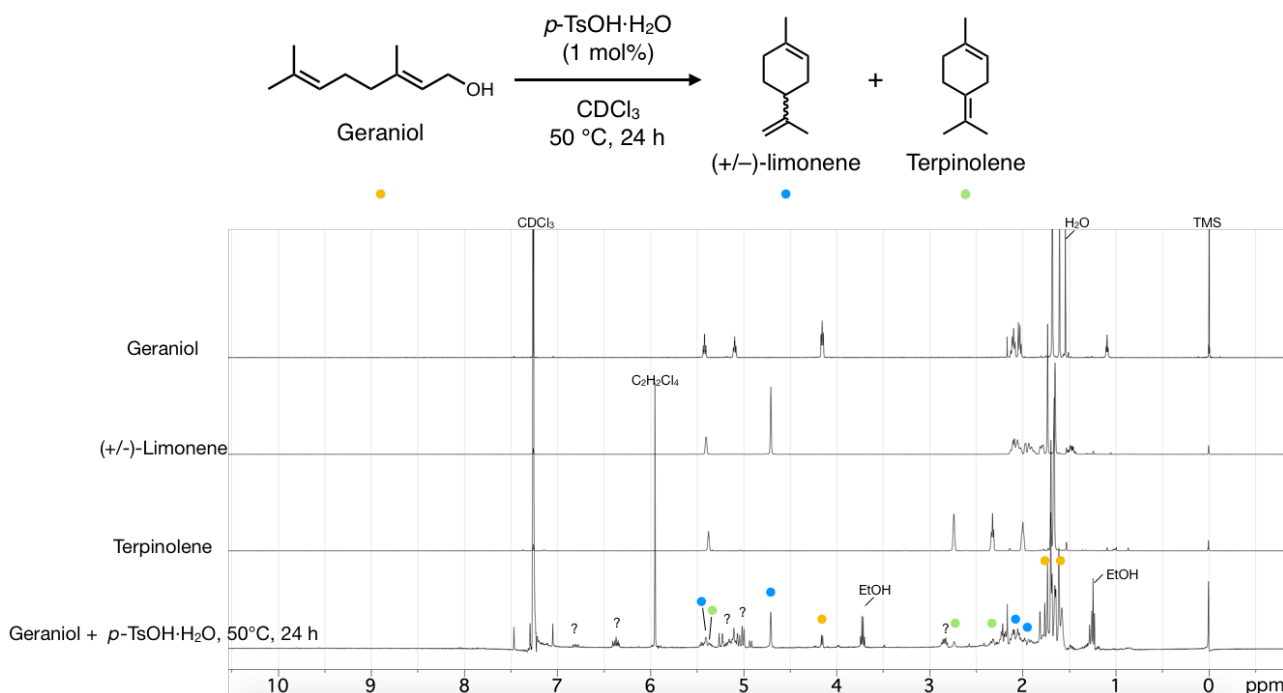 p-TsOH·H₂O
(1 mol%)
OH
CDCl₃
50 °C, 24 h
+
Geraniol
(+/–)-limonene
Terpinolene
CDCl₃
H₂O
TMS
Geraniol
C₂H₂Cl₄
(+/-)-Limonene
Terpinolene
EtOH
EtOH
? ? ? ? ?
Geraniol + p-TsOH·H₂O, 50°C, 24 h
10 9 8 7 6 5 4 3 2 1 0 ppm